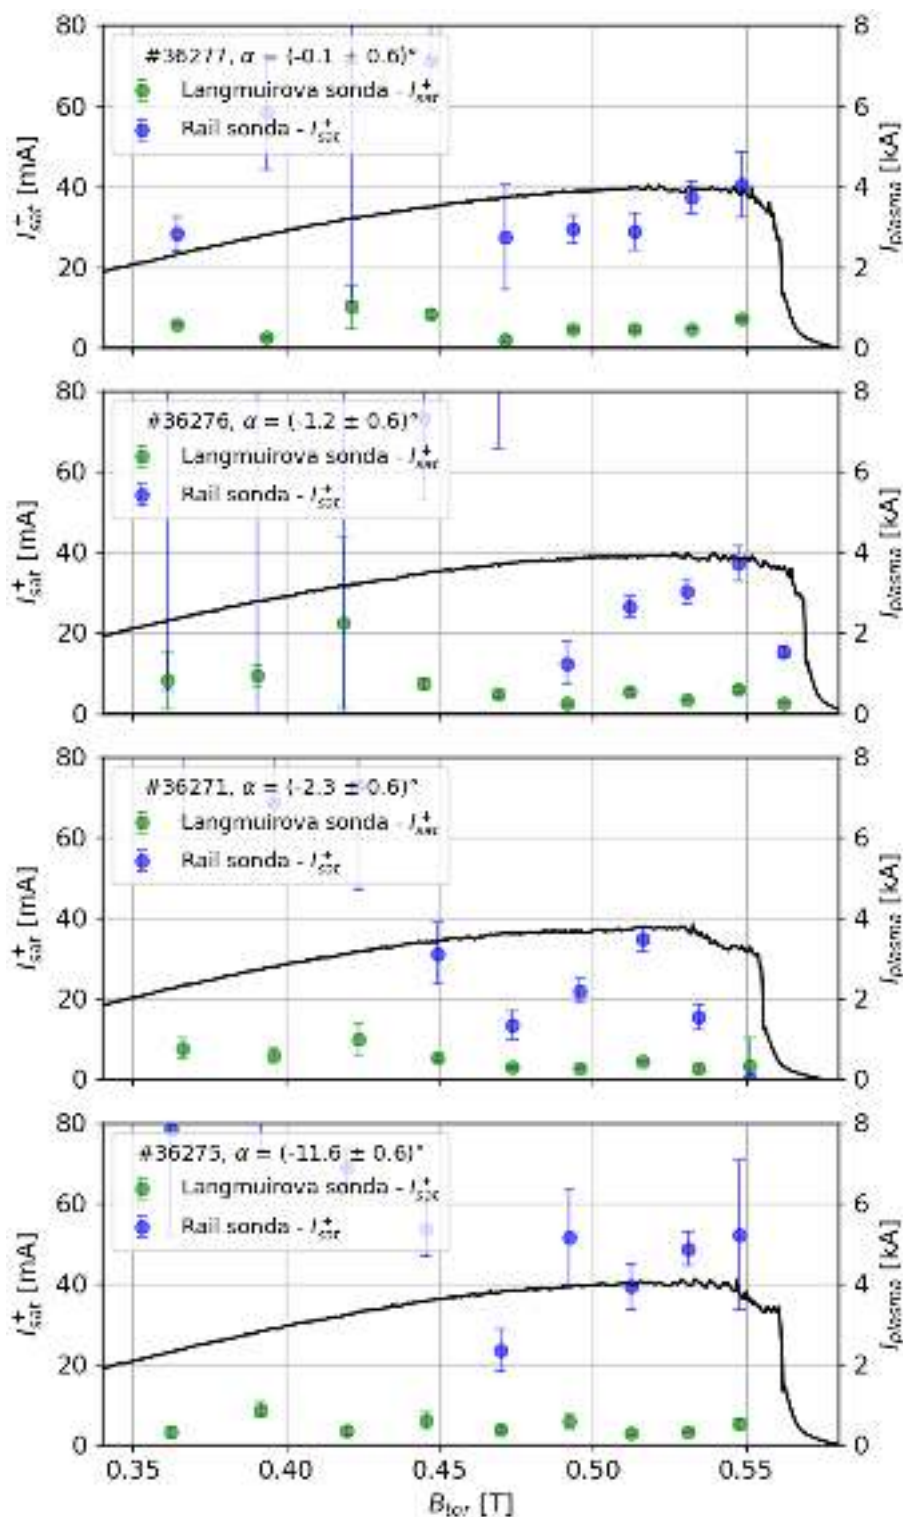 80 8
#36277, α = (-0.1 ± 0.6)°
Langmuirova sonda - I⁺sat
Rail sonda - I⁺sat
60 6
40 4
20 2
0 0
I⁺sat [mA]
Iplasma [kA]
80 8
#36276, α = (-1.2 ± 0.6)°
Langmuirova sonda - I⁺sat
Rail sonda - I⁺sat
60 6
40 4
20 2
0 0
I⁺sat [mA]
Iplasma [kA]
80 8
#36271, α = (-2.3 ± 0.6)°
Langmuirova sonda - I⁺sat
Rail sonda - I⁺sat
60 6
40 4
20 2
0 0
I⁺sat [mA]
Iplasma [kA]
80 8
#36275, α = (-11.6 ± 0.6)°
Langmuirova sonda - I⁺sat
Rail sonda - I⁺sat
60 6
40 4
20 2
0 0
I⁺sat [mA]
Iplasma [kA]
0.35 0.40 0.45 0.50 0.55
Btor [T]